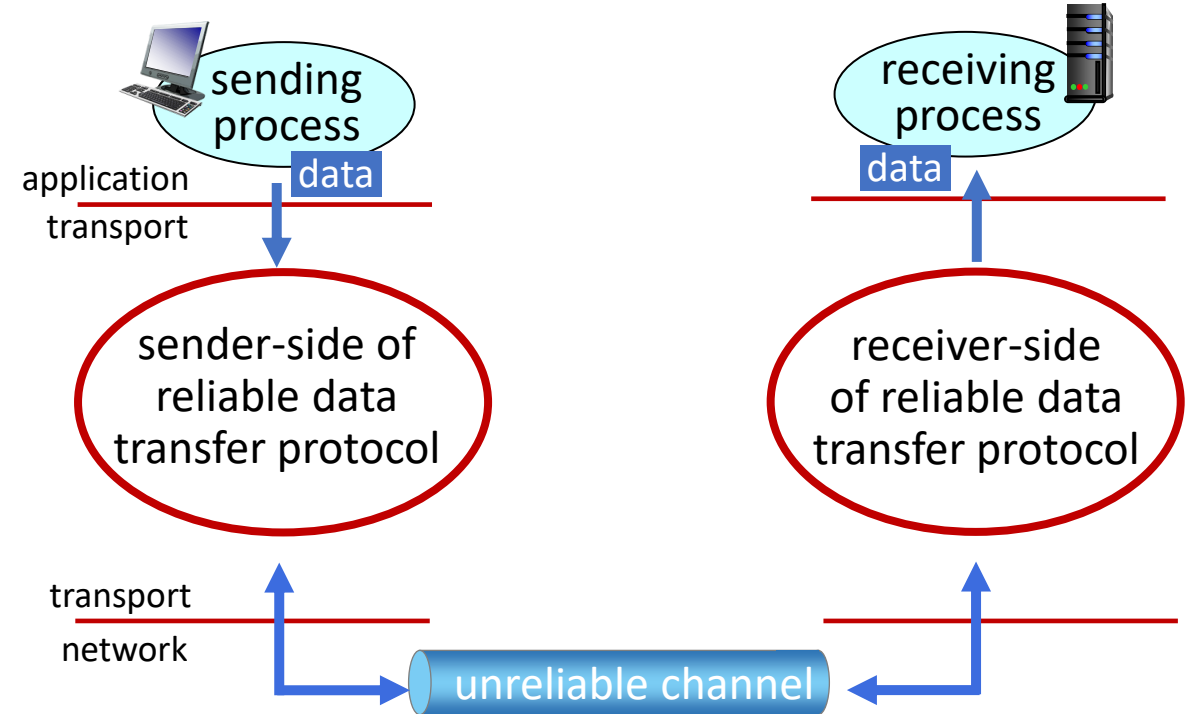 sending
process
data
application
transport
receiving
process
data
sender-side of
reliable data
transfer protocol
receiver-side
of reliable data
transfer protocol
transport
network
unreliable channel